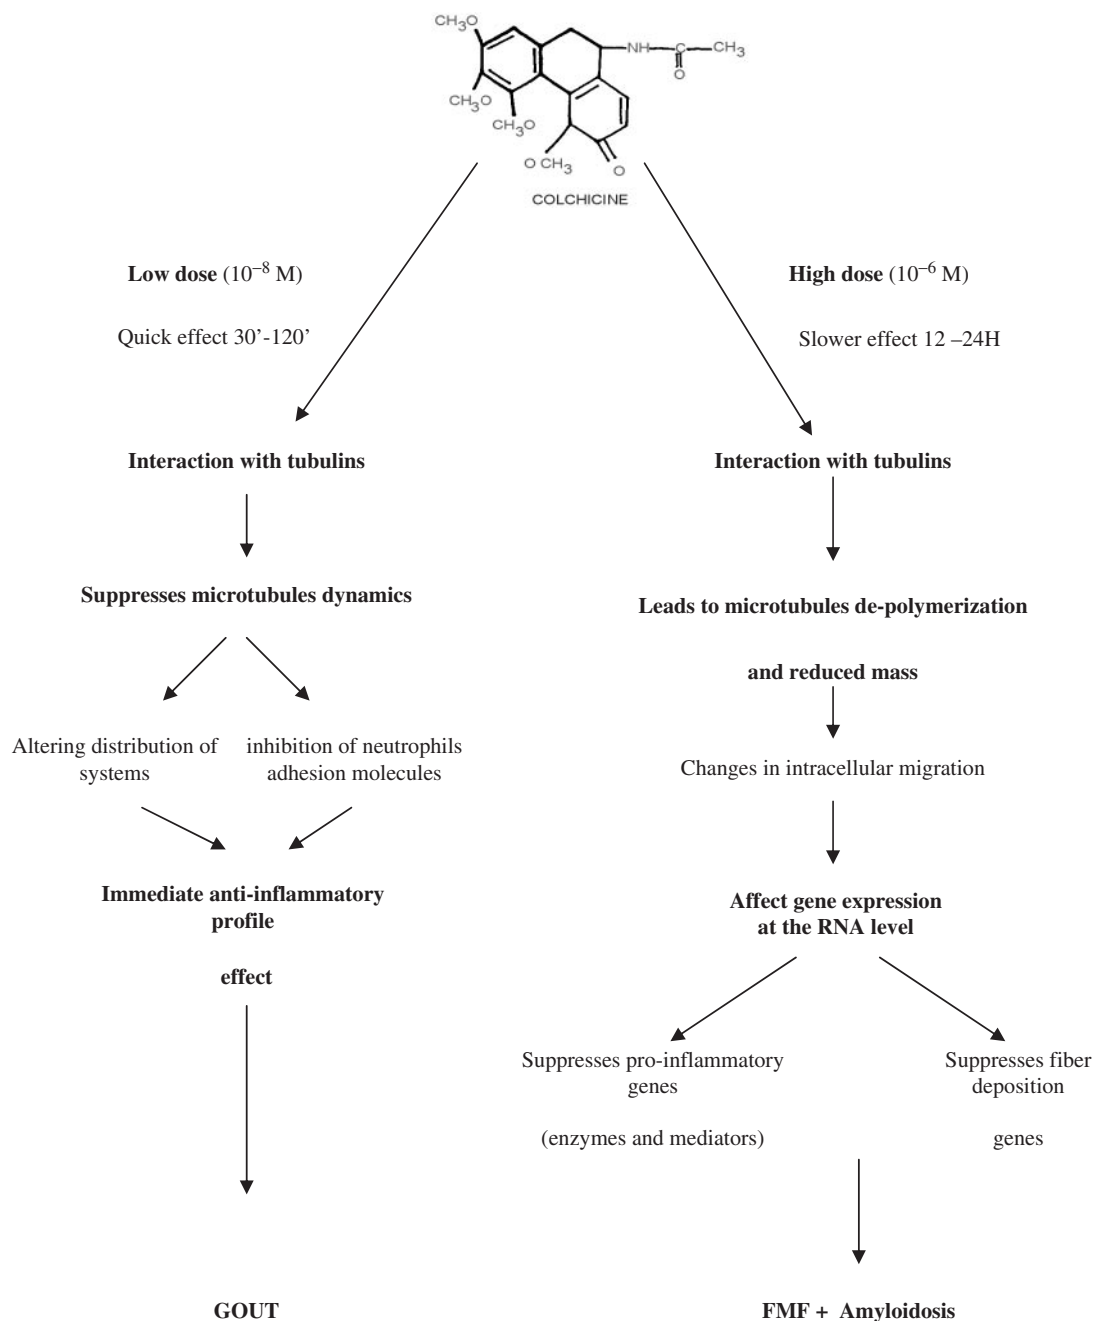 CH₃O
NH
C
CH₃
O
CH₃O
CH₃O
O CH₃
O
COLCHICINE
Low dose (10⁻⁸ M)
High dose (10⁻⁶ M)
Quick effect 30’-120’
Slower effect 12 –24H
Interaction with tubulins
Interaction with tubulins
Suppresses microtubules dynamics
Leads to microtubules de-polymerization
and reduced mass
Altering distribution of
systems
inhibition of neutrophils
adhesion molecules
Changes in intracellular migration
Immediate anti-inflammatory
profile
effect
Affect gene expression
at the RNA level
Suppresses pro-inflammatory
genes
(enzymes and mediators)
Suppresses fiber
deposition
genes
GOUT
FMF + Amyloidosis